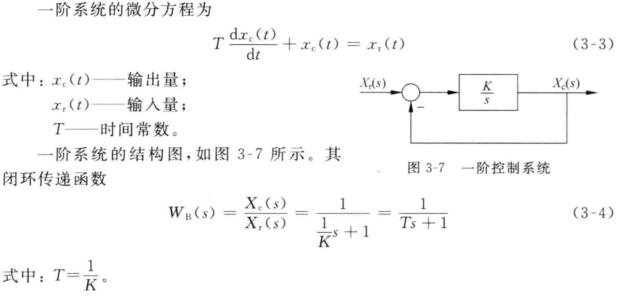 一阶系统的微分方程为
T dx_c(t)/dt + x_c(t) = x_r(t) (3-3)
式中：x_c(t)——输出量；
x_r(t)——输入量；
T——时间常数。
一阶系统的结构图，如图 3-7 所示。其
闭环传递函数
X_r(s) − K/s X_c(s)
图 3-7 一阶控制系统
W_B(s) = X_c(s)/X_r(s) = 1/((1/K)s + 1) = 1/(Ts + 1) (3-4)
式中：T=1/K。